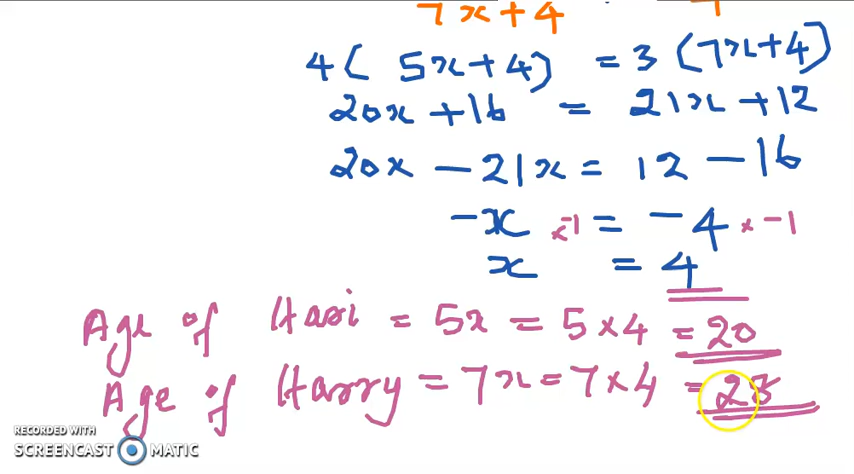 7x+4
4(5x+4) = 3(7x+4)
20x+16 = 21x+12
20x - 21x = 12 - 16
-x ×-1 = -4 × -1
x = 4
Age of Hari = 5x = 5×4 = 20
Age of Harry = 7x = 7×4 = 28
RECORDED WITH
SCREENCAST MATIC